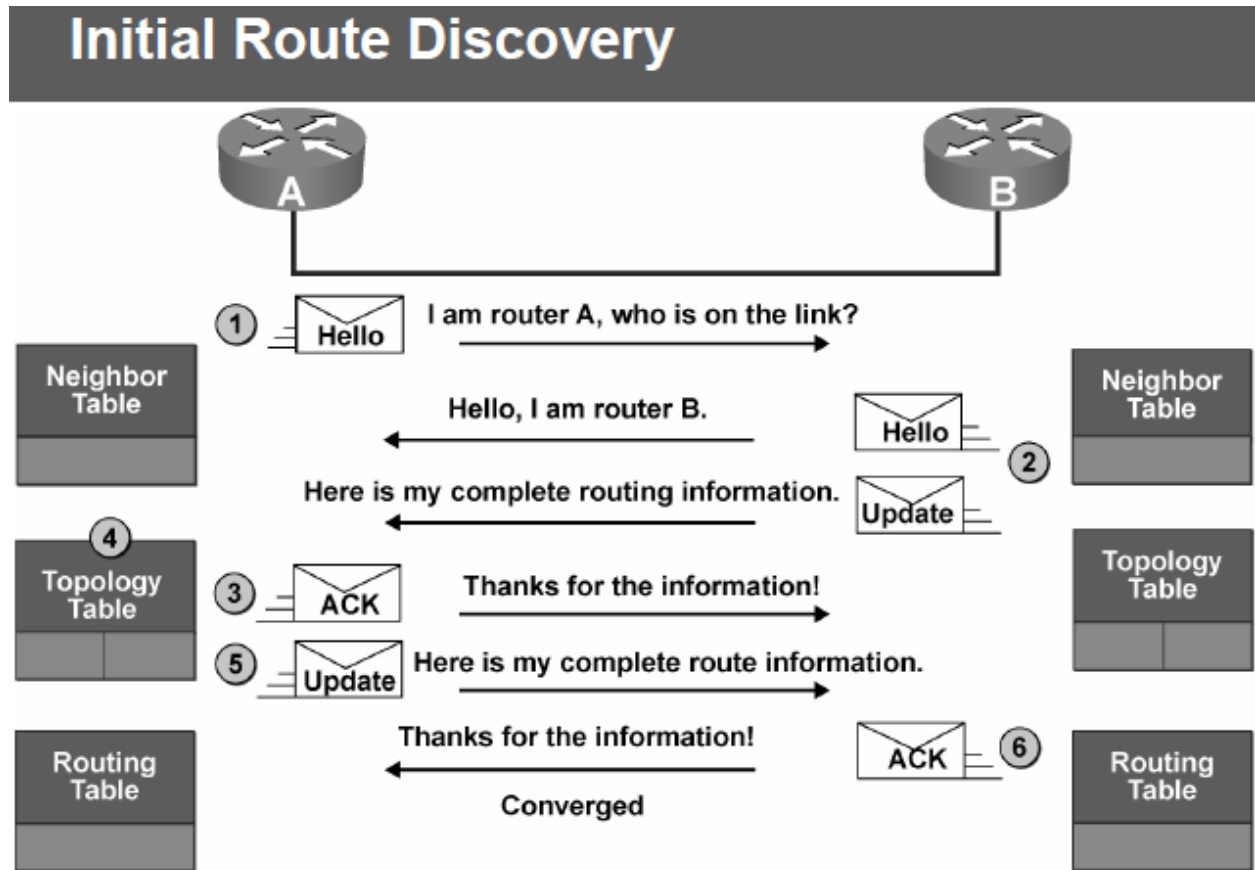 Initial Route Discovery
A
B
1
Hello
I am router A, who is on the link?
Neighbor
Table
Neighbor
Table
Hello, I am router B.
Hello
2
Here is my complete routing information.
Update
4
Topology
Table
Topology
Table
3
ACK
Thanks for the information!
5
Update
Here is my complete route information.
Thanks for the information!
ACK
6
Routing
Table
Routing
Table
Converged